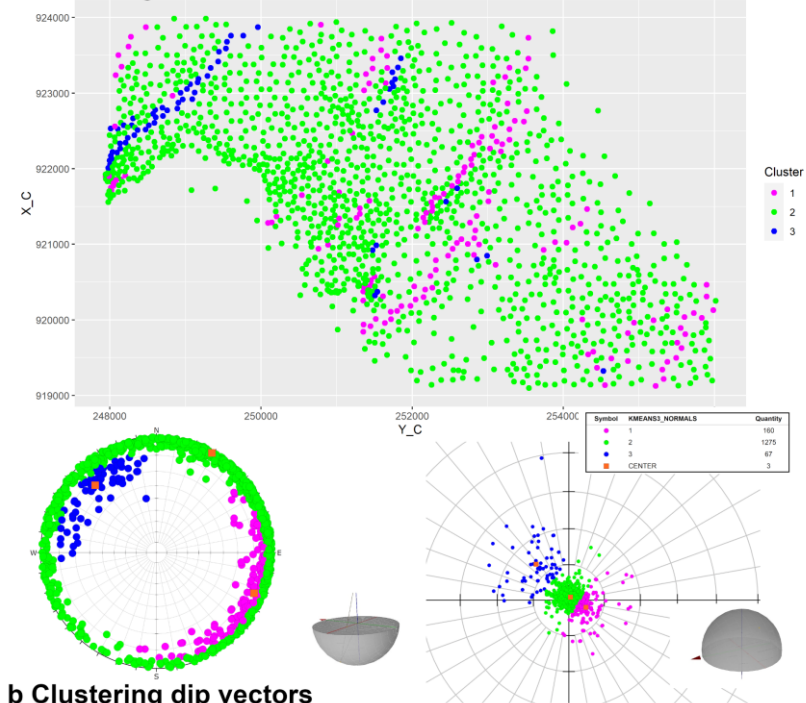 924000
923000
922000
921000
920000
919000
X_C
248000
250000
252000
254000
Y_C
Cluster
1
2
3
Symbol KMEANS3_NORMALS Quantity
1 160
2 1275
3 67
CENTER 3
N
W
E
S
b Clustering dip vectors